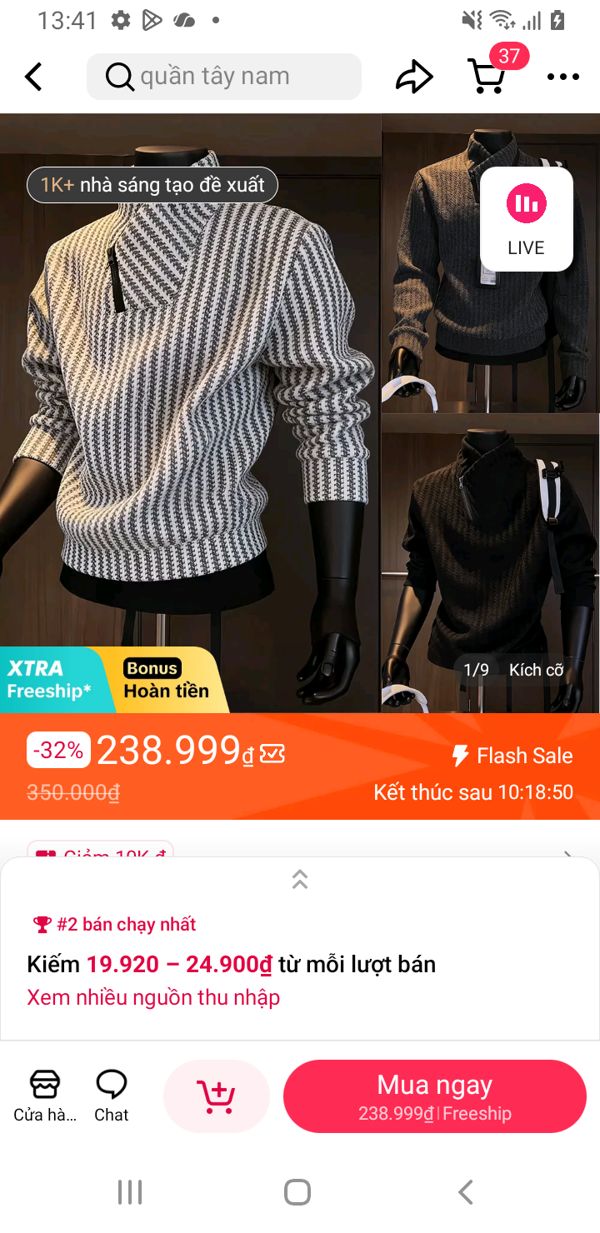 13:41
37
quần tây nam
1K+ nhà sáng tạo đề xuất
LIVE
XTRA
Freeship*
Bonus
Hoàn tiền
1/9 Kích cỡ
-32% 238.999₫
Flash Sale
350.000₫
Kết thúc sau 10:18:50
Giảm 10K ₫
#2 bán chạy nhất
Kiếm 19.920 – 24.900₫ từ mỗi lượt bán
Xem nhiều nguồn thu nhập
Cửa hà...
Chat
Mua ngay
238.999₫ | Freeship